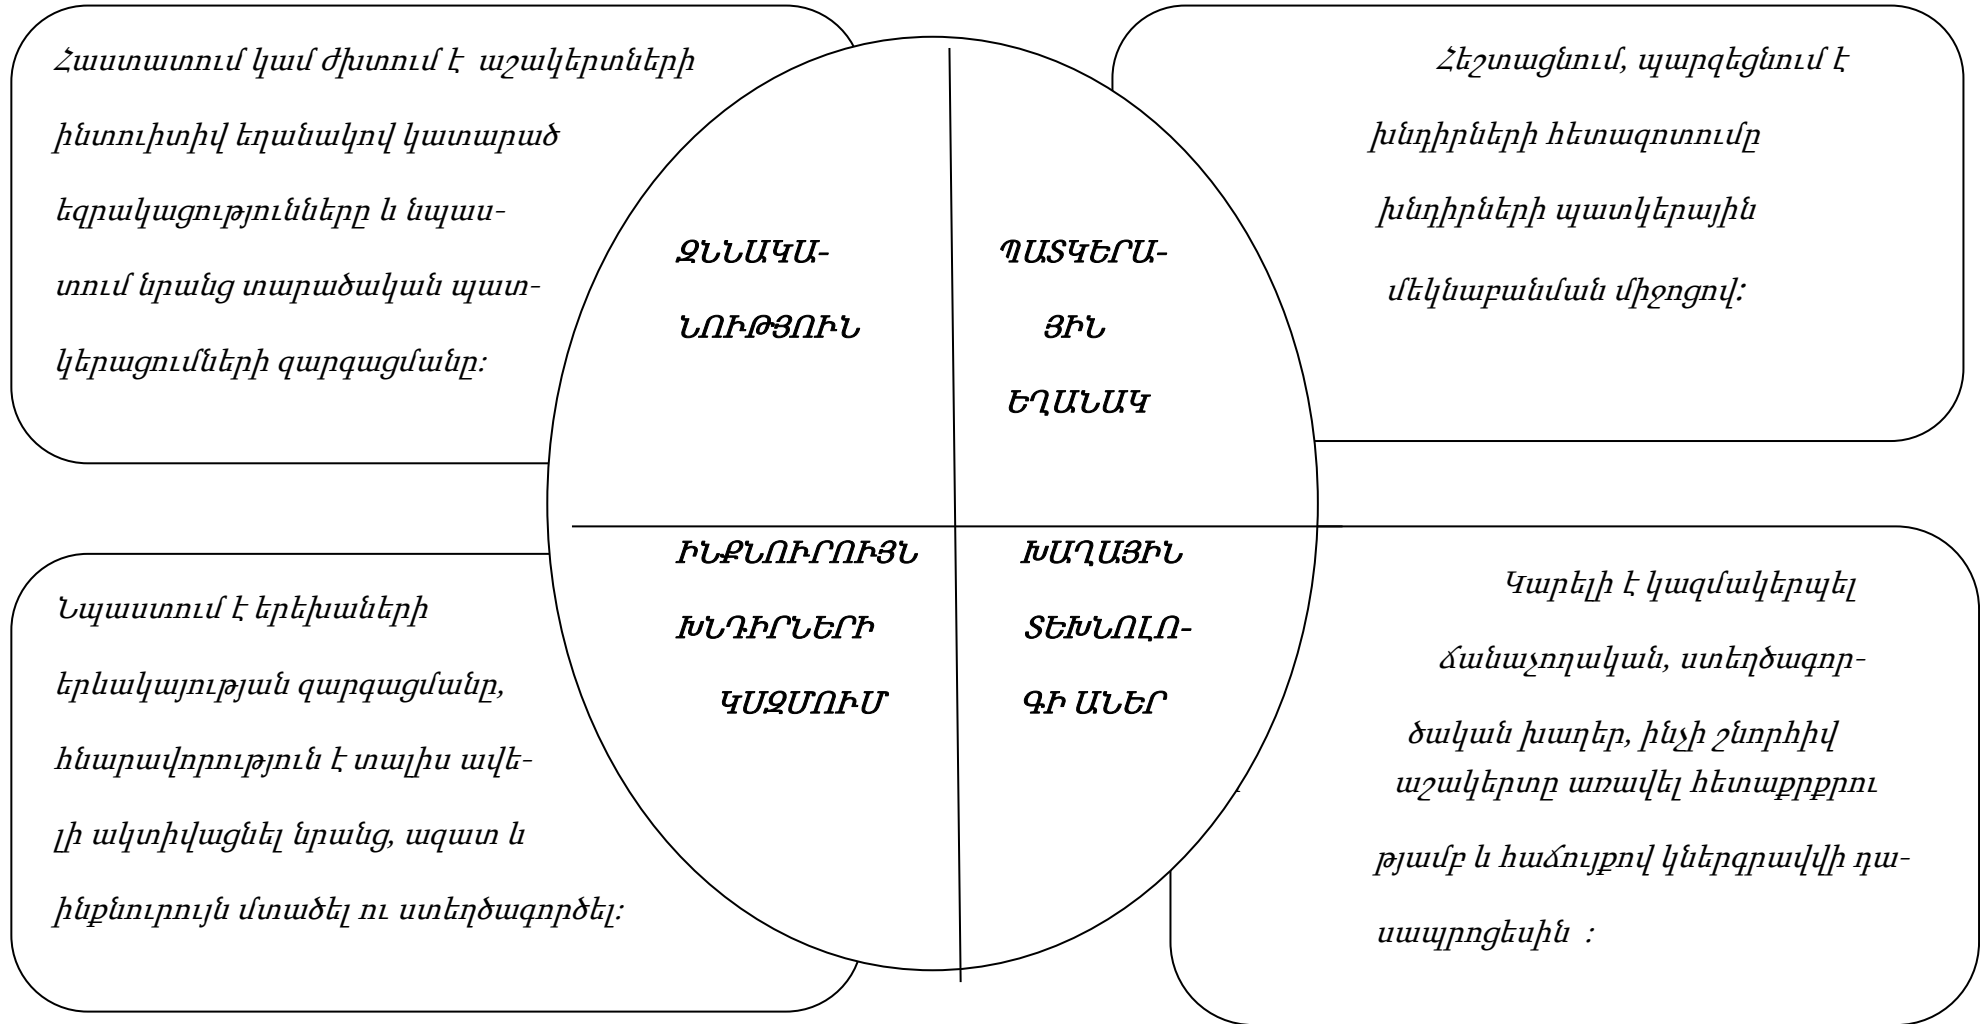 Հաստատում կամ ժխտում է աշակերտների
ինտուիտիվ եղանակով կատարած
եզրակացությունները և նպաս-
տում նրանց տարածական պատ-
կերացումների զարգացմանը:
Հեշտացնում, պարզեցնում է
խնդիրների հետազոտումը
խնդիրների պատկերային
մեկնաբանման միջոցով:
ԶՆՆԱԿԱ-
ՆՈՒԹՅՈՒՆ
ՊԱՏԿԵՐԱ-
ՅԻՆ
ԵՂԱՆԱԿ
ԻՆՔՆՈՒՐՈՒՅՆ
ԽՆԴԻՐՆԵՐԻ
ԿՍԶՄՈՒՄ
ԽԱՂԱՅԻՆ
ՏԵԽՆՈԼՈ-
ԳԻ ԱՆԵՐ
Նպաստում է երեխաների
երևակայության զարգացմանը,
հնարավորություն է տալիս ավե-
լի ակտիվացնել նրանց, ազատ և
ինքնուրույն մտածել ու ստեղծագործել:
Կարելի է կազմակերպել
ճանաչողական, ստեղծագոր-
ծական խաղեր, ինչի շնորհիվ
աշակերտը առավել հետաքրքրու
թյամբ և հաճույքով կներգրավվի դա-
սապրոցեսին :